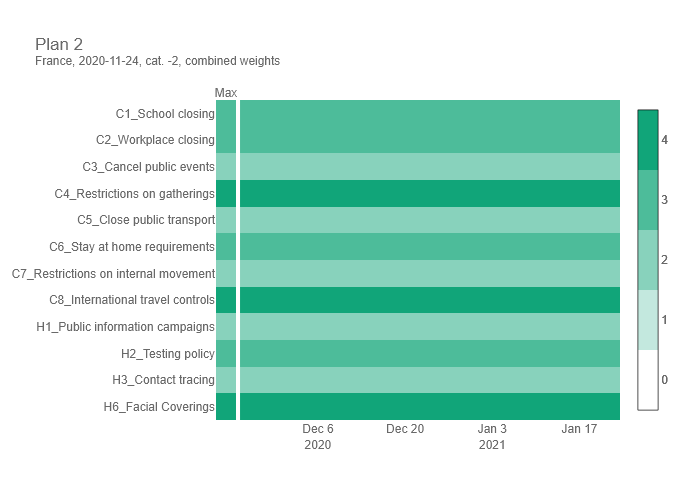 Plan 2
France, 2020-11-24, cat. -2, combined weights
Max
C1_School closing
C2_Workplace closing
C3_Cancel public events
C4_Restrictions on gatherings
C5_Close public transport
C6_Stay at home requirements
C7_Restrictions on internal movement
C8_International travel controls
H1_Public information campaigns
H2_Testing policy
H3_Contact tracing
H6_Facial Coverings
Dec 6 Dec 20 Jan 3 Jan 17
2020 2021
4
3
2
1
0